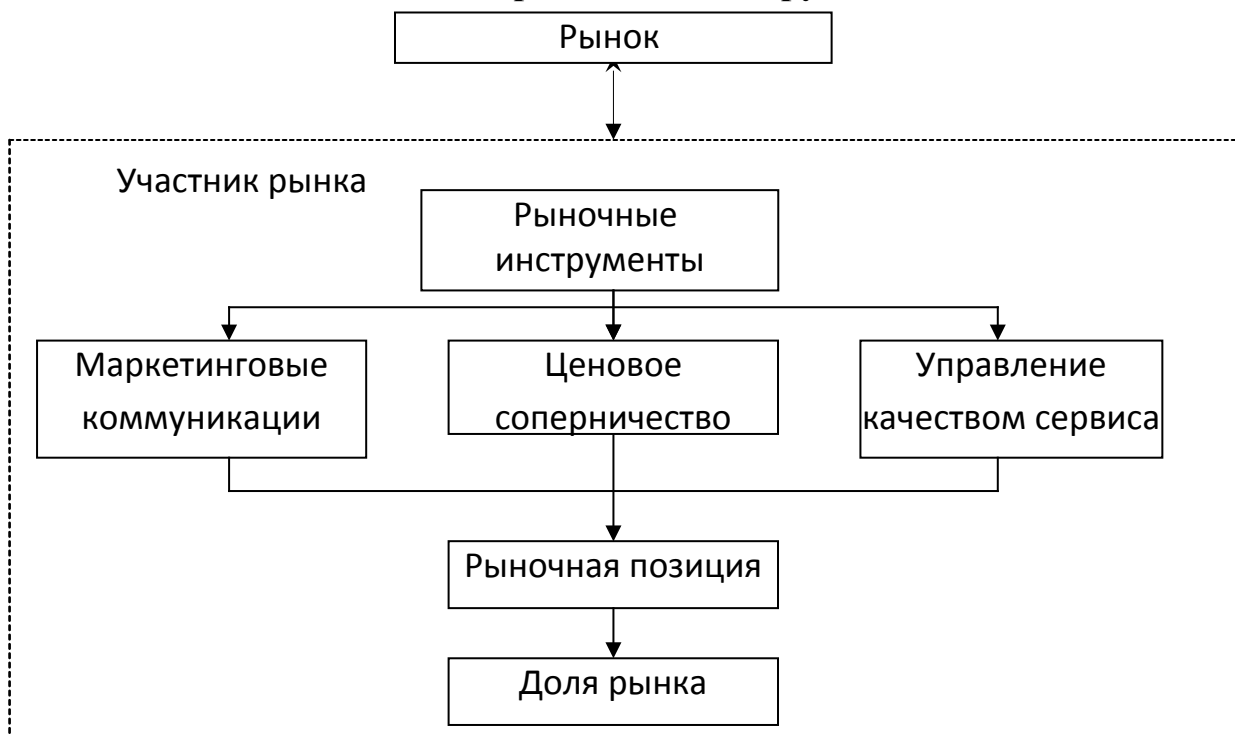 Рынок
Участник рынка
Рыночные
инструменты
Маркетинговые
коммуникации
Ценовое
соперничество
Управление
качеством сервиса
Рыночная позиция
Доля рынка